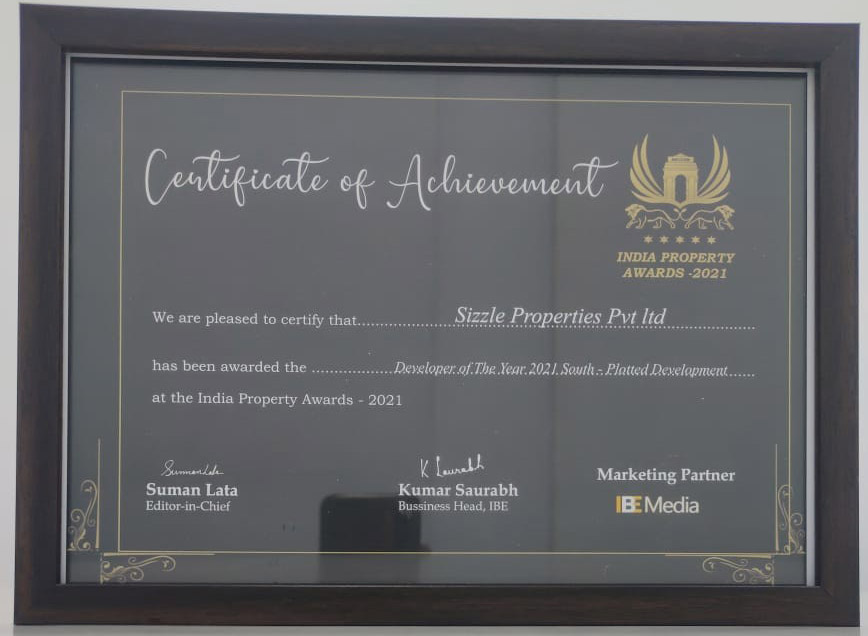 Certificate of Achievement
INDIA PROPERTY
AWARDS -2021
We are pleased to certify that.......................... Sizzle Properties Pvt ltd ..........................
has been awarded the .................. Developer of The Year 2021 South - Plotted Development ......
at the India Property Awards - 2021
SumanLata
Suman Lata
Editor-in-Chief
K Saurabh
Kumar Saurabh
Bussiness Head, IBE
Marketing Partner
IBE Media